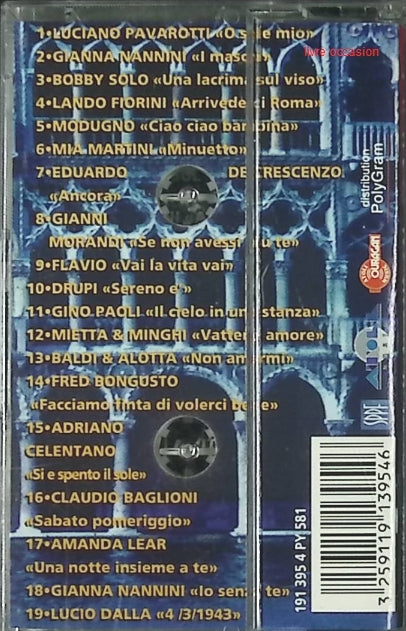 1•LUCIANO PAVAROTTI «O sole mio»
livre occasion
2•GIANNA NANNINI «I maschi»
3•BOBBY SOLO «Una lacrima sul viso»
4•LANDO FIORINI «Arrivederci Roma»
5•MODUGNO «Ciao ciao bambina»
6•MIA MARTINI «Minuetto»
7•EDUARDO DE CRESCENZO
«Ancora»
8•GIANNI
MORANDI «Se non avessi più te»
9•FLAVIO «Vai la vita vai»
10•DRUPI «Sereno e'»
11•GINO PAOLI «Il cielo in una stanza»
12•MIETTA & MINGHI «Vattene amore»
13•BALDI & ALOTTA «Non amarmi»
14•FRED BONGUSTO
«Facciamo finta di volerci bene»
15•ADRIANO
CELENTANO
«Si e spento il sole»
16•CLAUDIO BAGLIONI
«Sabato pomeriggio»
17•AMANDA LEAR
«Una notte insieme a te»
18•GIANNA NANNINI «Io senza te»
19•LUCIO DALLA «4 /3/1943»
distribution
PolyGram
OURAGAN
SDRM
191 395 4 PY 581
3 259119 139546